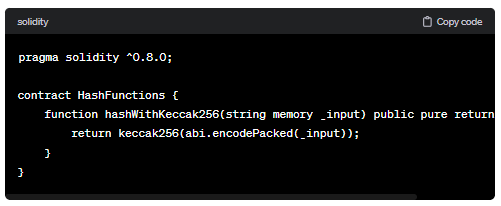 solidity
Copy code
pragma solidity ^0.8.0;
contract HashFunctions {
    function hashWithKeccak256(string memory _input) public pure return
        return keccak256(abi.encodePacked(_input));
    }
}